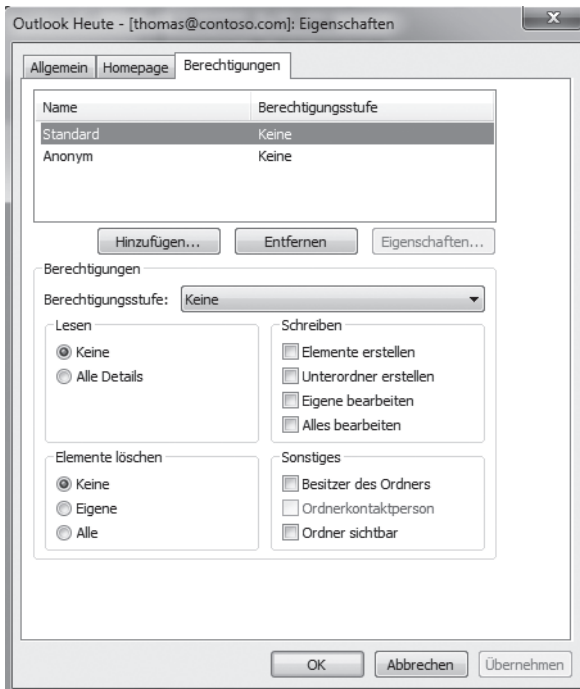 Outlook Heute - [thomas@contoso.com]: Eigenschaften
x
Allgemein Homepage Berechtigungen
Name Berechtigungsstufe
Standard Keine
Anonym Keine
Hinzufügen... Entfernen Eigenschaften...
Berechtigungen
Berechtigungsstufe: Keine
Lesen
Keine
Alle Details
Schreiben
Elemente erstellen
Unterordner erstellen
Eigene bearbeiten
Alles bearbeiten
Elemente löschen
Keine
Eigene
Alle
Sonstiges
Besitzer des Ordners
Ordnerkontaktperson
Ordner sichtbar
OK Abbrechen Übernehmen